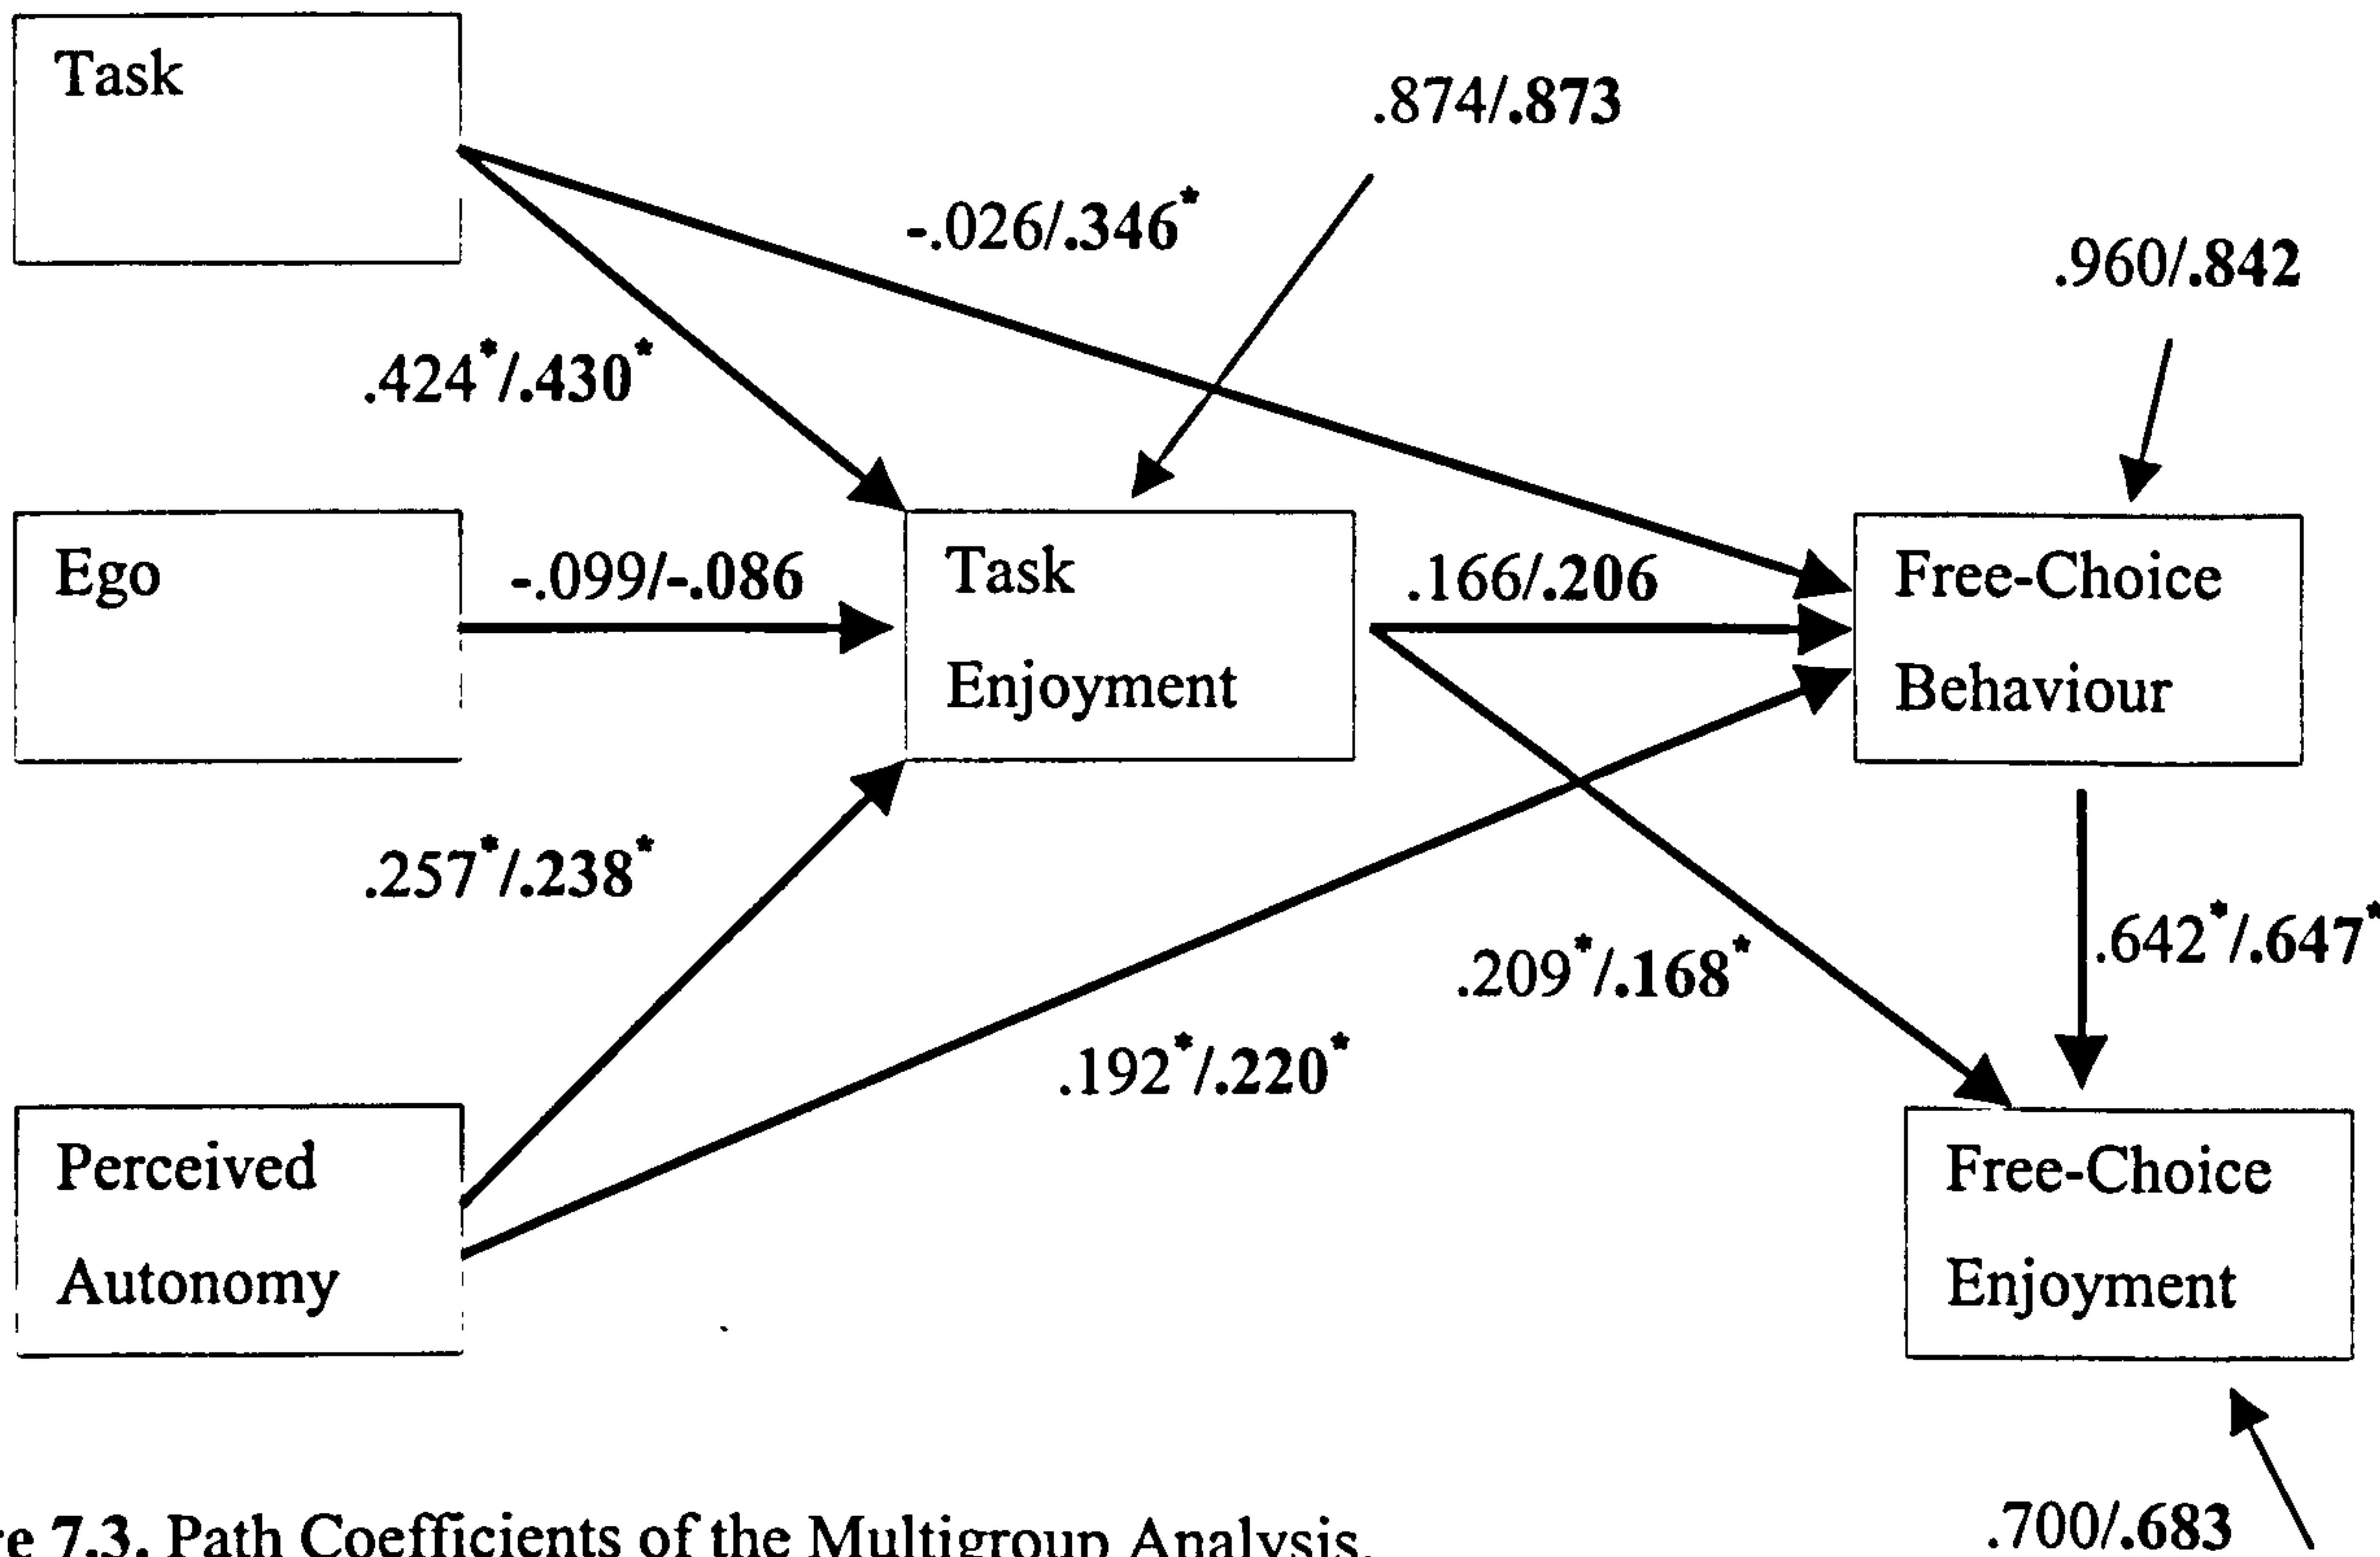 Task
.874/.873
-.026/.346*
.960/.842
.424*/.430*
Ego
-.099/-.086
Task
Enjoyment
.166/.206
Free-Choice
Behaviour
.257*/.238*
.642*/.647*
.209*/.168*
.192*/.220*
Perceived
Autonomy
Free-Choice
Enjoyment
.700/.683
re 7.3. Path Coefficients of the Multigroup Analysis.